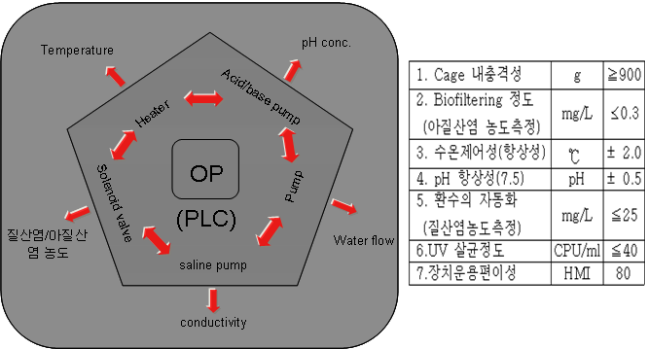 Temperature
pH conc.
Heater
Acid/base pump
Solenoid valve
OP
(PLC)
Pump
saline pump
질산염/아질산
염 농도
Water flow
conductivity
1. Cage 내충격성 g ≧900
2. Biofiltering 정도
(아질산염 농도측정) mg/L ≤0.3
3. 수온제어성(항상성) ℃ ± 2.0
4. pH 항상성(7.5) pH ± 0.5
5. 환수의 자동화
(질산염농도측정) mg/L ≦25
6.UV 살균정도 CPU/ml ≦40
7.장치운용편이성 HMI 80